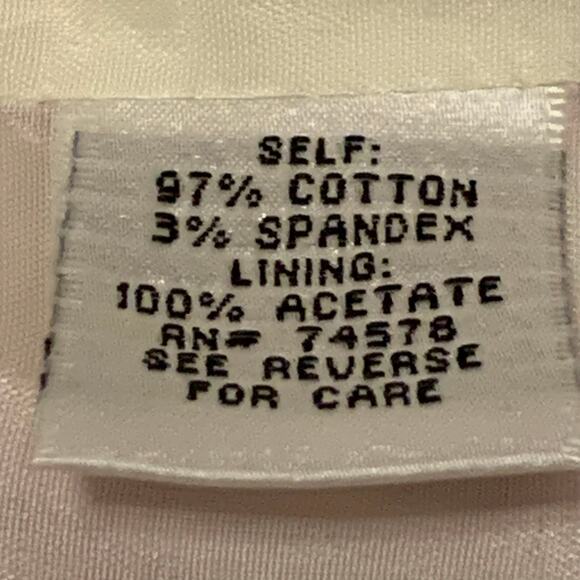 SELF:
97% COTTON
3% SPANDEX
LINING:
100% ACETATE
RN# 74578
SEE REVERSE
FOR CARE